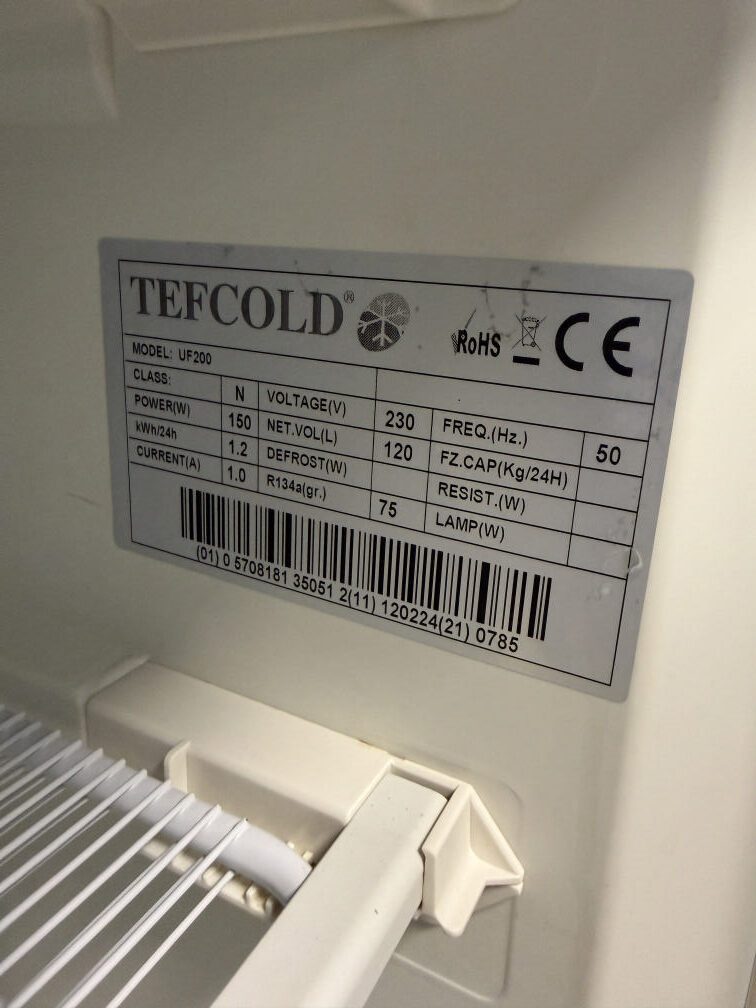 TEFCOLD®
RoHS CE
MODEL: UF200
CLASS: N VOLTAGE(V) 230 FREQ.(Hz.) 50
POWER(W) 150 NET.VOL(L) 120 FZ.CAP(Kg/24H)
kWh/24h 1.2 DEFROST(W) RESIST.(W)
CURRENT(A) 1.0 R134a(gr.) 75 LAMP(W)
(01) 0 5708181 35051 2(11) 120224(21) 0785